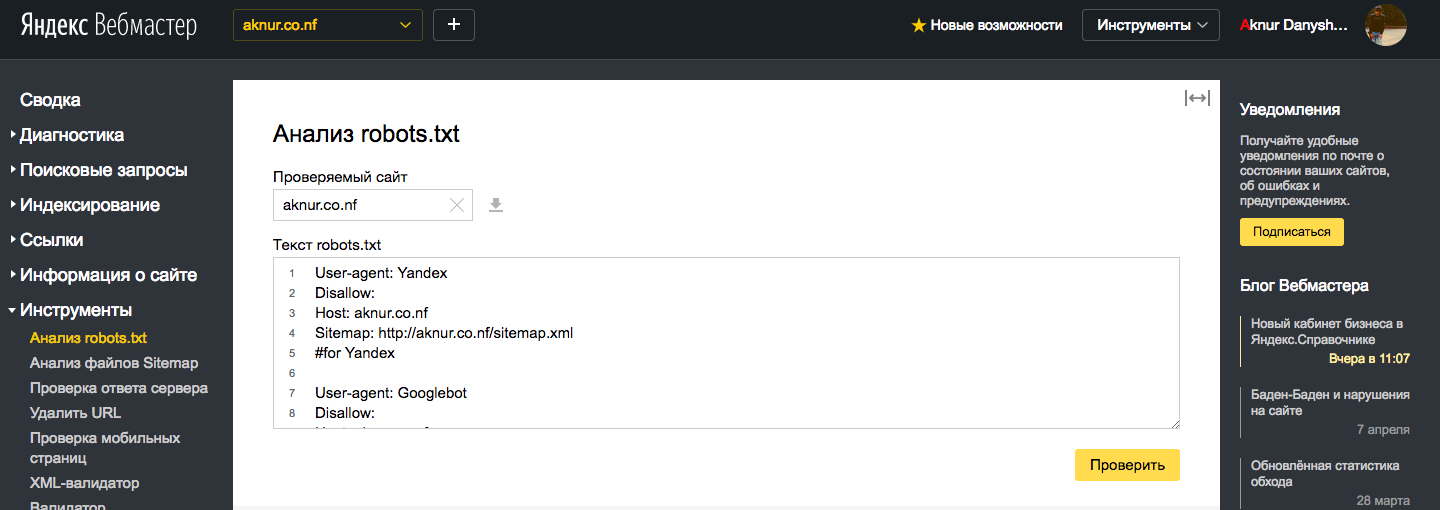 Яндекс Вебмастер
aknur.co.nf
+
Новые возможности
Инструменты
Aknur Danysh...
Сводка
Диагностика
Поисковые запросы
Индексирование
Ссылки
Информация о сайте
Инструменты
Анализ robots.txt
Анализ файлов Sitemap
Проверка ответа сервера
Удалить URL
Проверка мобильных
страниц
XML-валидатор
Валидатор
Анализ robots.txt
Проверяемый сайт
aknur.co.nf
Текст robots.txt
1 User-agent: Yandex
2 Disallow:
3 Host: aknur.co.nf
4 Sitemap: http://aknur.co.nf/sitemap.xml
5 #for Yandex
6
7 User-agent: Googlebot
8 Disallow:
Проверить
Уведомления
Получайте удобные
уведомления по почте о
состоянии ваших сайтов,
об ошибках и
предупреждениях.
Подписаться
Блог Вебмастера
Новый кабинет бизнеса в
Яндекс.Справочнике
Вчера в 11:07
Баден-Баден и нарушения
на сайте
7 апреля
Обновлённая статистика
обхода
28 марта